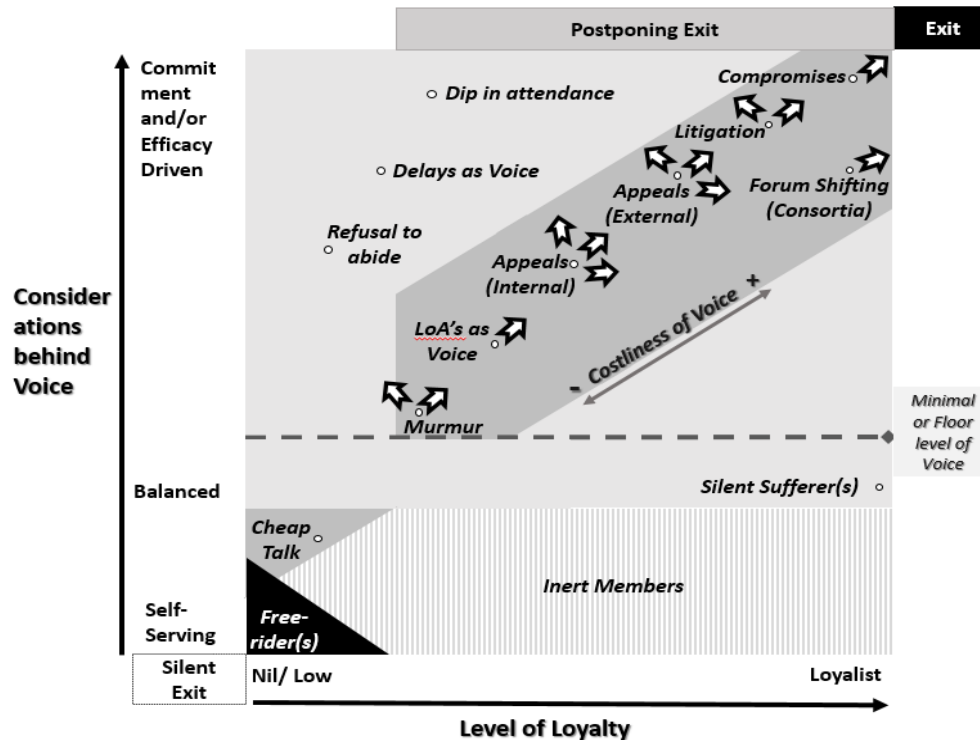 Postponing Exit
Exit
Commit
ment
and/or
Efficacy
Driven
Compromises
Dip in attendance
Litigation
Delays as Voice
Appeals
(External)
Forum Shifting
(Consortia)
Refusal to
abide
Appeals
(Internal)
Consider
ations
behind
Voice
- Costliness of Voice +
LoA's as
Voice
Murmur
Minimal
or Floor
level of
Voice
Balanced
Silent Sufferer(s)
Cheap
Talk
Inert Members
Self-
Serving
Free-
rider(s)
Silent
Exit
Nil/ Low
Loyalist
Level of Loyalty